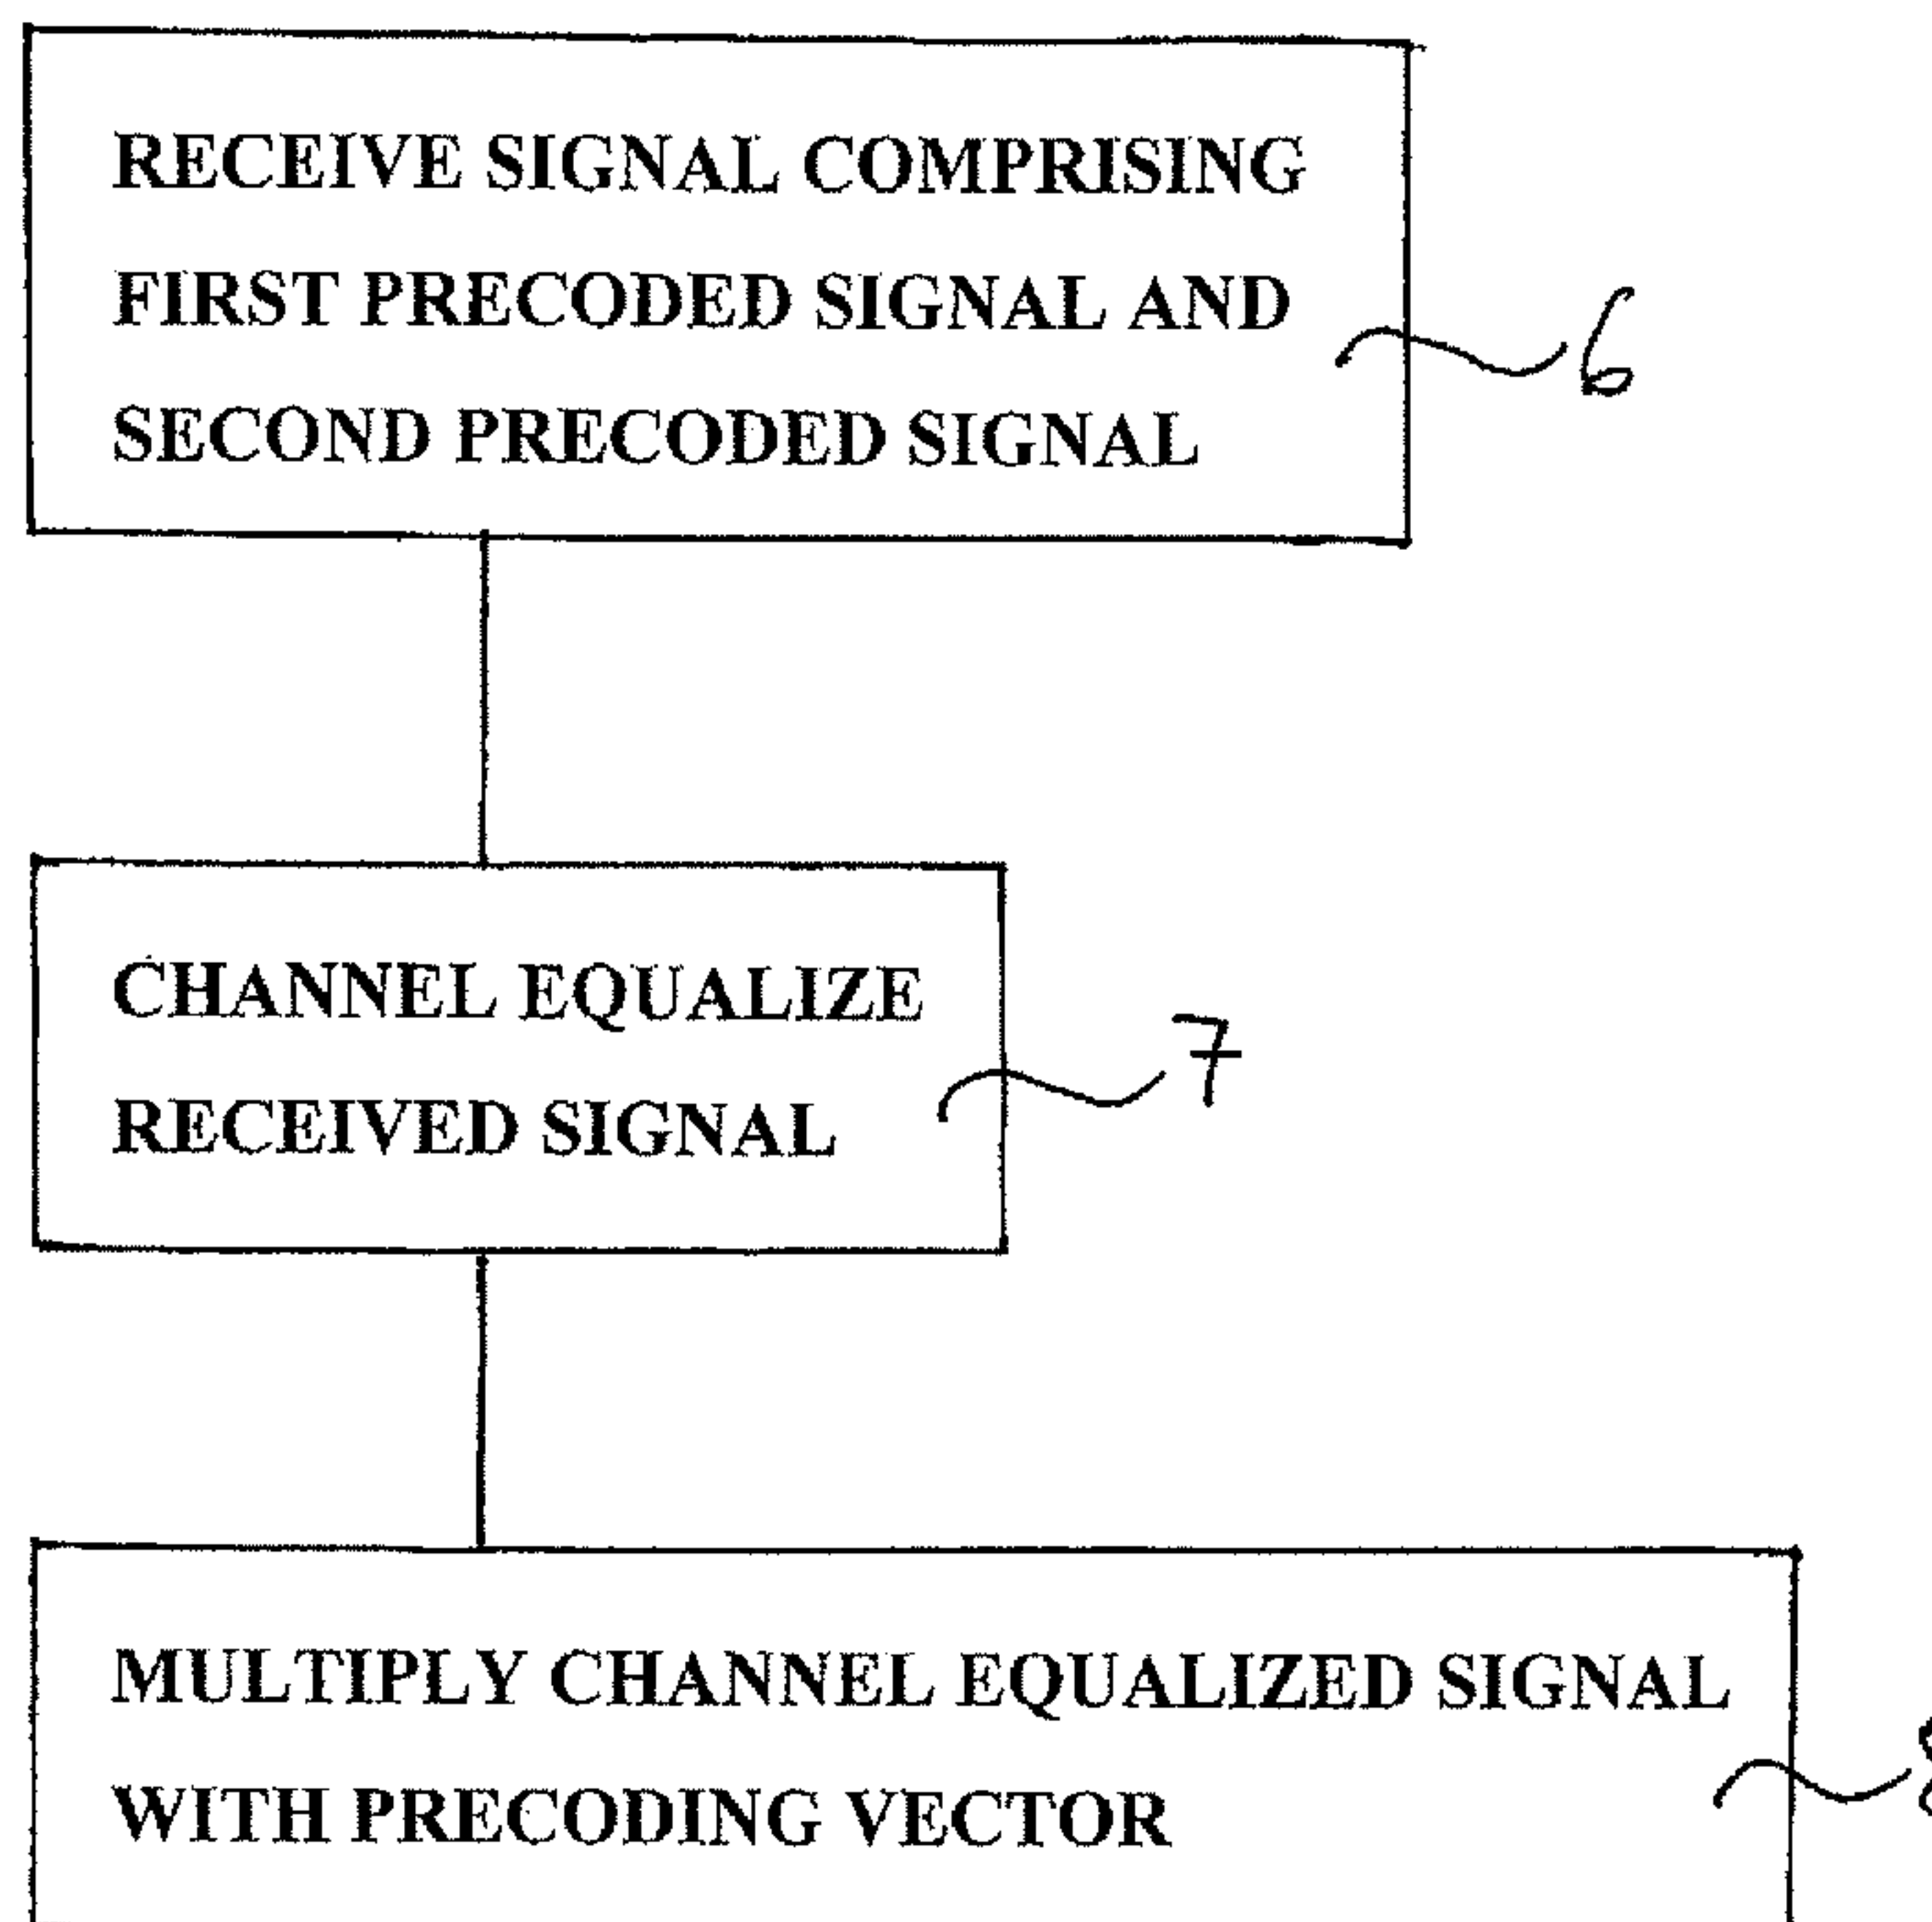 RECEIVE SIGNAL COMPRISING
FIRST PRECODED SIGNAL AND
6
SECOND PRECODED SIGNAL
CHANNEL EQUALIZE
7
RECEIVED SIGNAL
MULTIPLY CHANNEL EQUALIZED SIGNAL
WITH PRECODING VECTOR